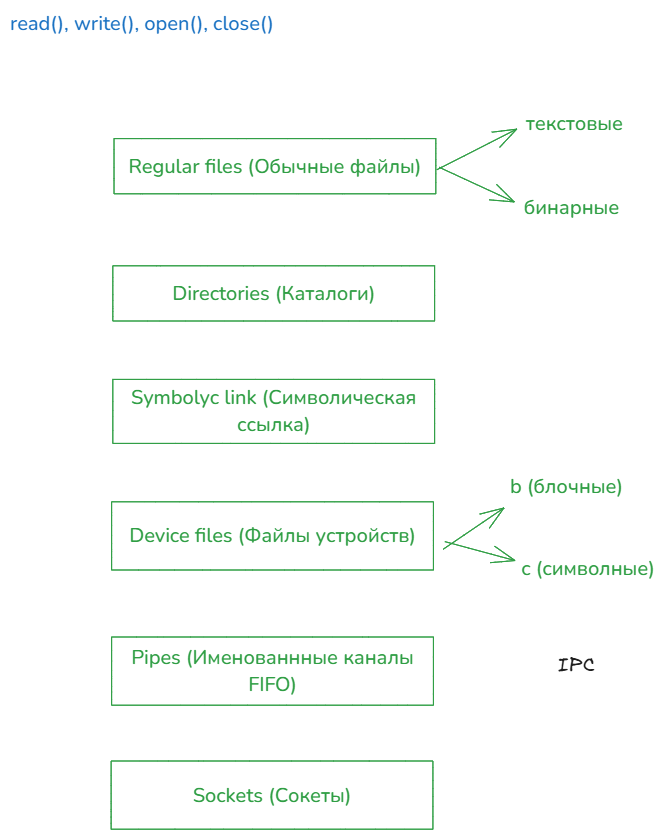 read(), write(), open(), close()
текстовые
Regular files (Обычные файлы)
бинарные
Directories (Каталоги)
Symbolyc link (Символическая
ссылка)
b (блочные)
Device files (Файлы устройств)
c (символные)
Pipes (Именованнные каналы
FIFO)
IPC
Sockets (Сокеты)